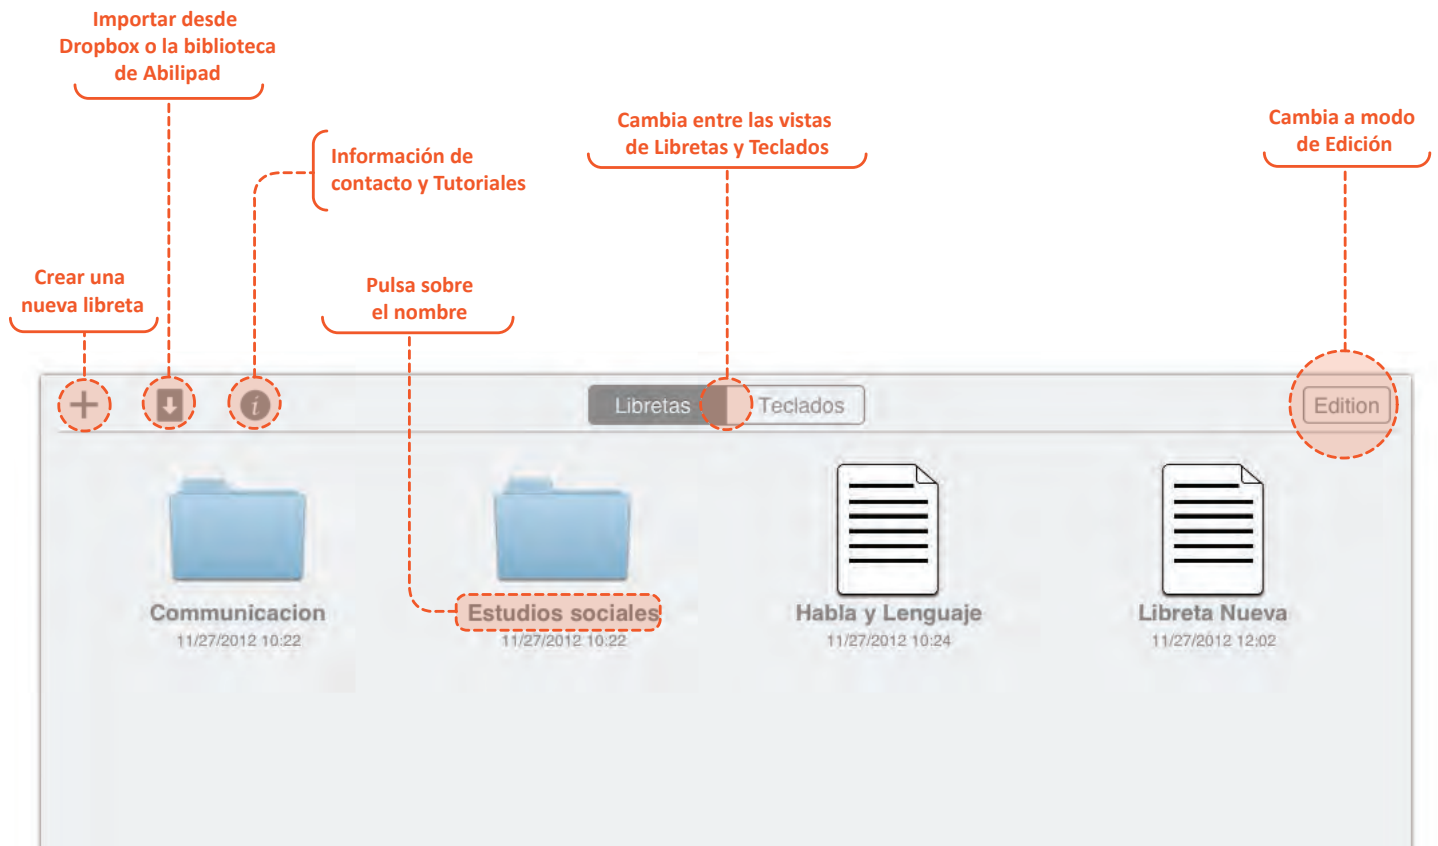 Importar desde
Dropbox o la biblioteca
de Abilipad
Cambia entre las vistas
de Libretas y Teclados
Cambia a modo
de Edición
Información de
contacto y Tutoriales
Crear una
nueva libreta
Pulsa sobre
el nombre
Libretas
Teclados
Edition
Communicacion
11/27/2012 10:22
Estudios sociales
11/27/2012 10:22
Habla y Lenguaje
11/27/2012 10:24
Libreta Nueva
11/27/2012 12:02